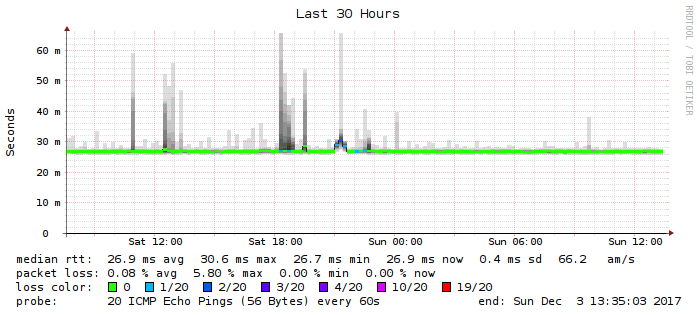 Last 30 Hours
RRDTOOL / TOBI OETIKER
Seconds
60 m
50 m
40 m
30 m
20 m
10 m
0
Sat 12:00 Sat 18:00 Sun 00:00 Sun 06:00 Sun 12:00
median rtt: 26.9 ms avg 30.6 ms max 26.7 ms min 26.9 ms now 0.4 ms sd 66.2 am/s
packet loss: 0.08 % avg 5.80 % max 0.00 % min 0.00 % now
loss color: 0 1/20 2/20 3/20 4/20 10/20 19/20
probe: 20 ICMP Echo Pings (56 Bytes) every 60s end: Sun Dec 3 13:35:03 2017